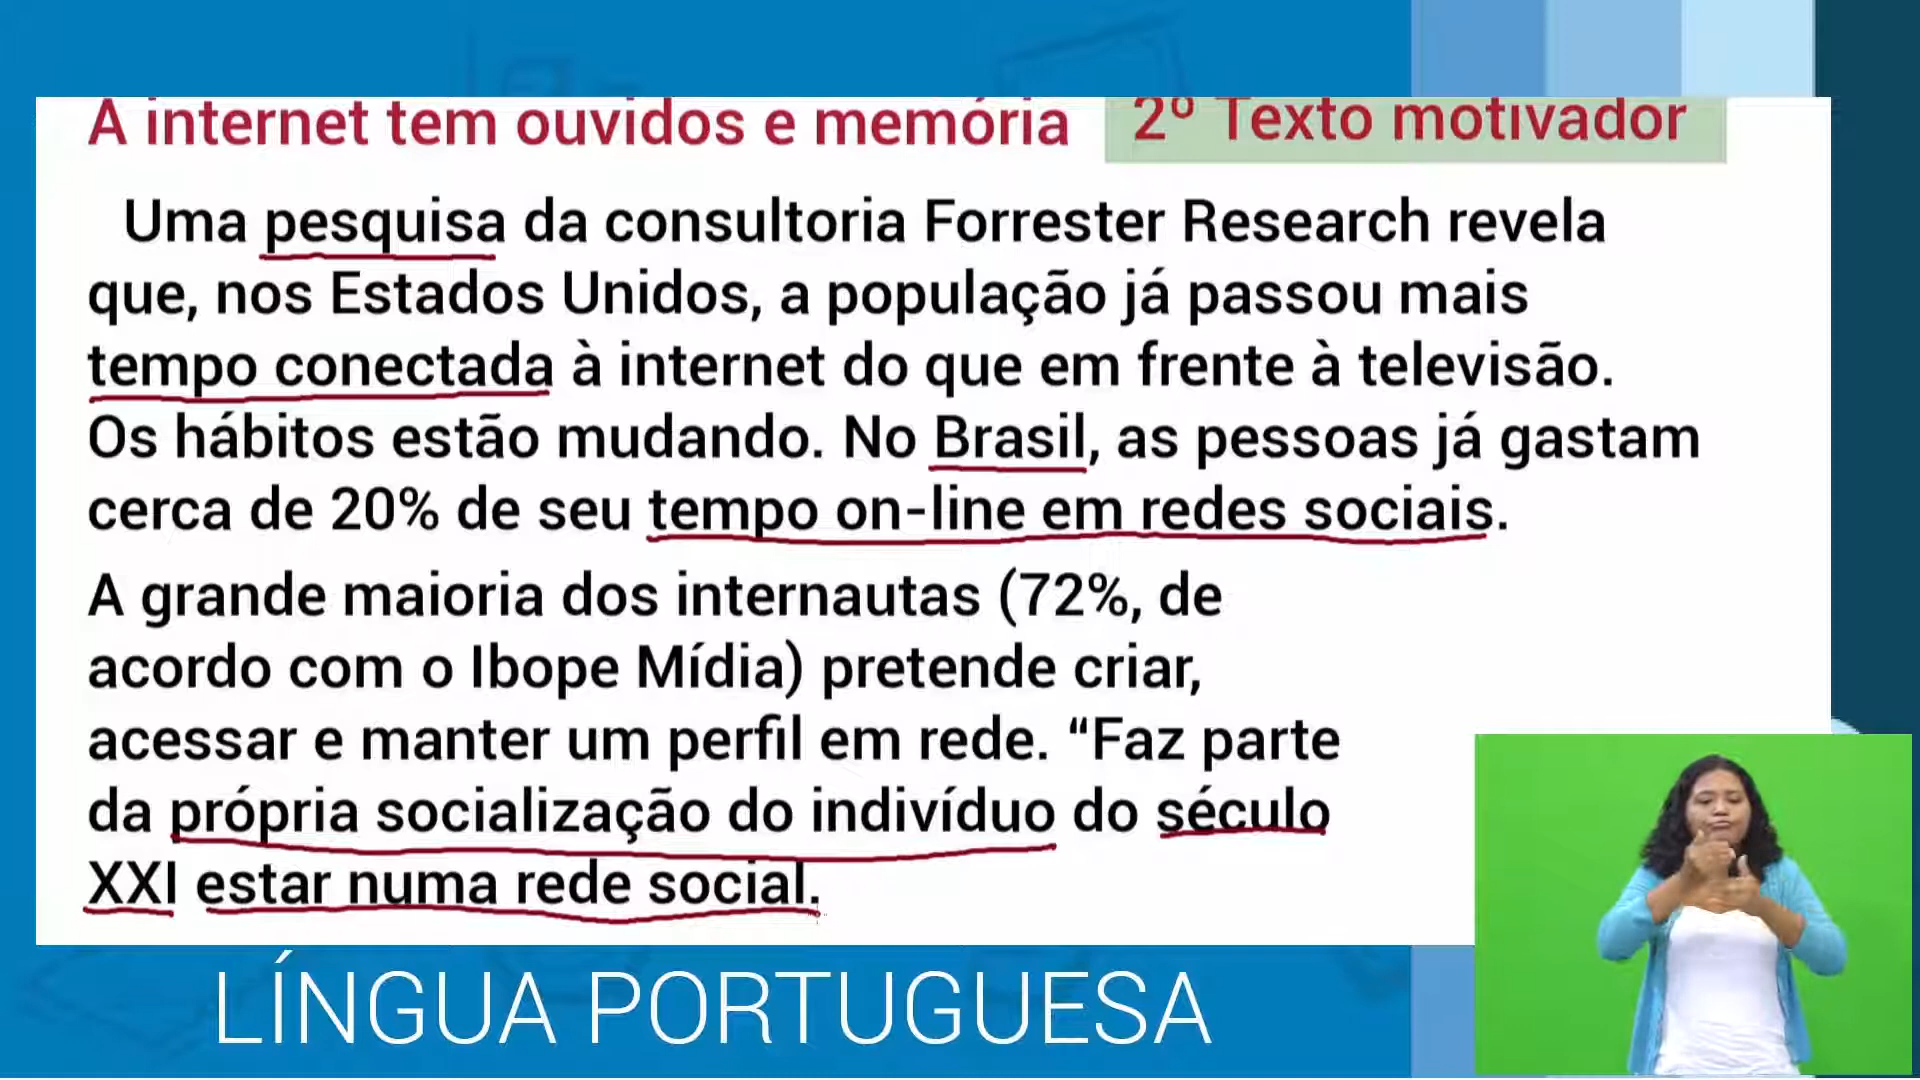 A internet tem ouvidos e memória
2º Texto motivador
Uma pesquisa da consultoria Forrester Research revela
que, nos Estados Unidos, a população já passou mais
tempo conectada à internet do que em frente à televisão.
Os hábitos estão mudando. No Brasil, as pessoas já gastam
cerca de 20% de seu tempo on-line em redes sociais.
A grande maioria dos internautas (72%, de
acordo com o Ibope Mídia) pretende criar,
acessar e manter um perfil em rede. “Faz parte
da própria socialização do indivíduo do século
XXI estar numa rede social.
LÍNGUA PORTUGUESA